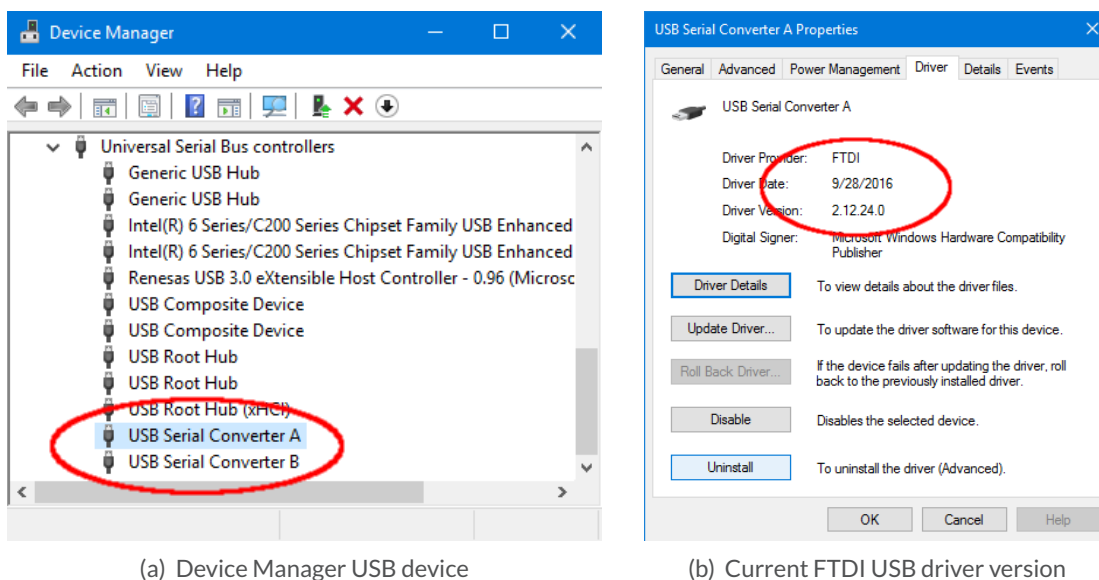 Device Manager
File Action View Help
Universal Serial Bus controllers
Generic USB Hub
Generic USB Hub
Intel(R) 6 Series/C200 Series Chipset Family USB Enhanced
Intel(R) 6 Series/C200 Series Chipset Family USB Enhanced
Renesas USB 3.0 eXtensible Host Controller - 0.96 (Microsc
USB Composite Device
USB Composite Device
USB Root Hub
USB Root Hub
USB Root Hub (xHCI)
USB Serial Converter A
USB Serial Converter B
(a) Device Manager USB device
USB Serial Converter A Properties
General Advanced Power Management Driver Details Events
USB Serial Converter A
Driver Provider: FTDI
Driver Date: 9/28/2016
Driver Version: 2.12.24.0
Digital Signer: Microsoft Windows Hardware Compatibility
Publisher
Driver Details To view details about the driver files.
Update Driver... To update the driver software for this device.
Roll Back Driver... If the device fails after updating the driver, roll
back to the previously installed driver.
Disable Disables the selected device.
Uninstall To uninstall the driver (Advanced).
OK Cancel Help
(b) Current FTDI USB driver version